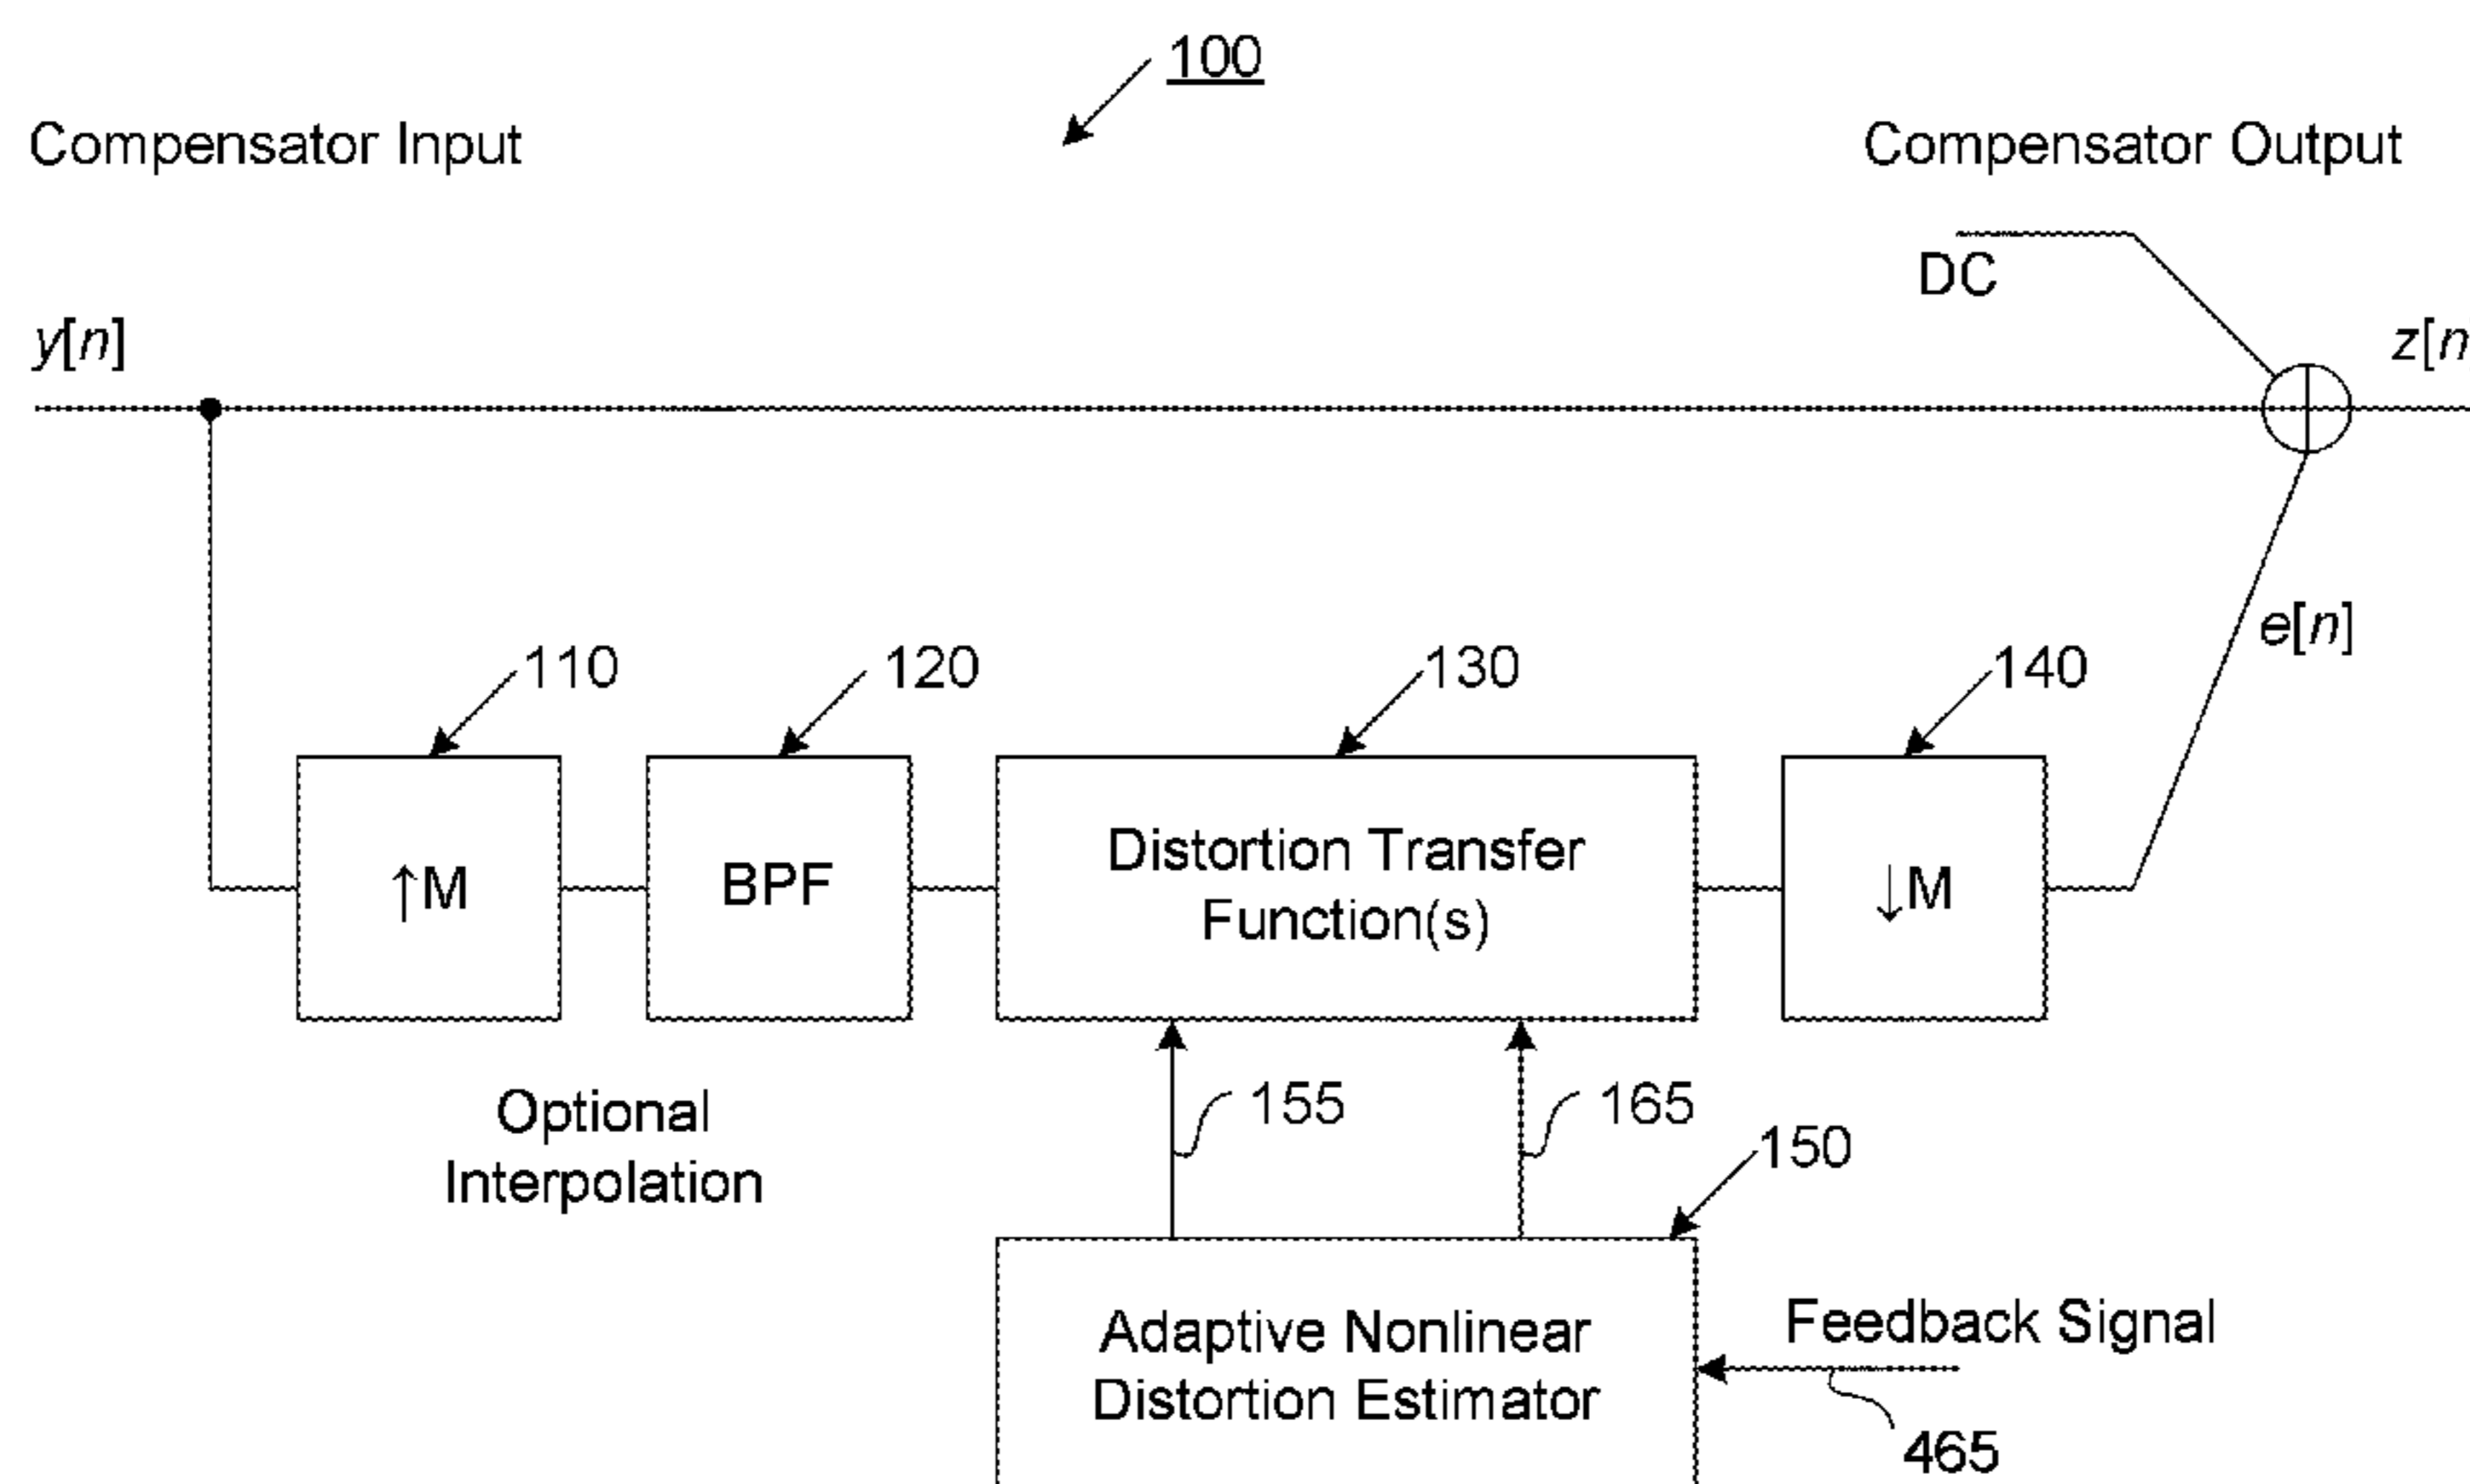 100
Compensator Input
Compensator Output
DC
y[n]
z[n
e[n]
110
120
130
140
↑M
BPF
Distortion Transfer
Function(s)
↓M
Optional
Interpolation
155
165
150
Adaptive Nonlinear
Distortion Estimator
Feedback Signal
465